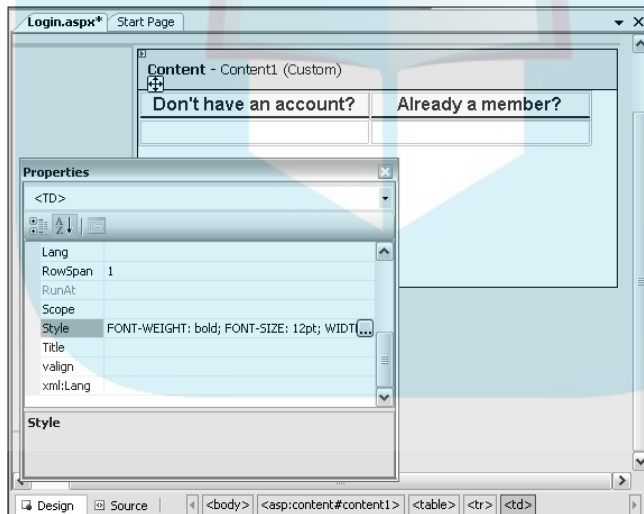 Login.aspx* Start Page
Content - Content1 (Custom)
Don't have an account? Already a member?
Properties
<TD>
Lang
RowSpan 1
RunAt
Scope
Style FONT-WEIGHT: bold; FONT-SIZE: 12pt; WIDT...
Title
valign
xml:Lang
Style
Design Source <body> <asp:content#content1> <table> <tr> <td>